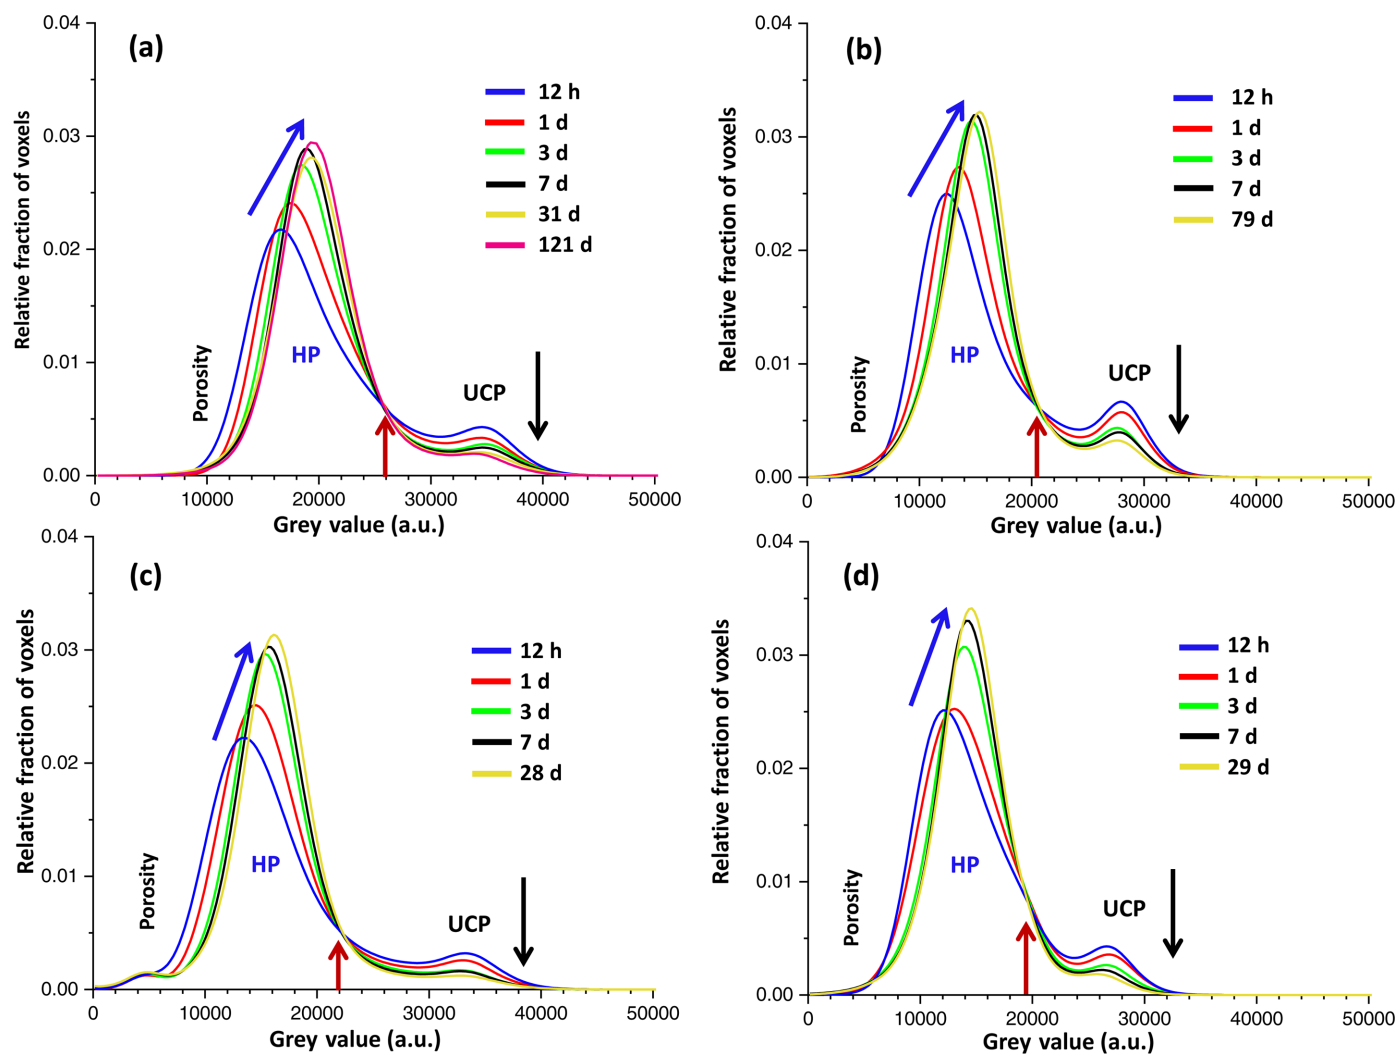 (a)
0.04
0.03
0.02
0.01
0.00
Relative fraction of voxels
12 h
1 d
3 d
7 d
31 d
121 d
Porosity
HP
UCP
0 10000 20000 30000 40000 50000
Grey value (a.u.)
(b)
0.04
0.03
0.02
0.01
0.00
Relative fraction of voxels
12 h
1 d
3 d
7 d
79 d
Porosity
HP
UCP
0 10000 20000 30000 40000 50000
Grey value (a.u.)
(c)
0.04
0.03
0.02
0.01
0.00
Relative fraction of voxels
12 h
1 d
3 d
7 d
28 d
Porosity
HP
UCP
0 10000 20000 30000 40000 50000
Grey value (a.u.)
(d)
0.04
0.03
0.02
0.01
0.00
Relative fraction of voxels
12 h
1 d
3 d
7 d
29 d
Porosity
HP
UCP
0 10000 20000 30000 40000 50000
Grey value (a.u.)